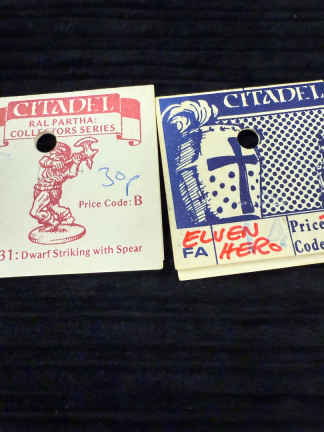 CITADEL
RAL PARTHA:
COLLECTORS SERIES
30p
Price Code: B
31: Dwarf Striking with Spear
CITADEL
ELVEN
FA HERO
Price
Code